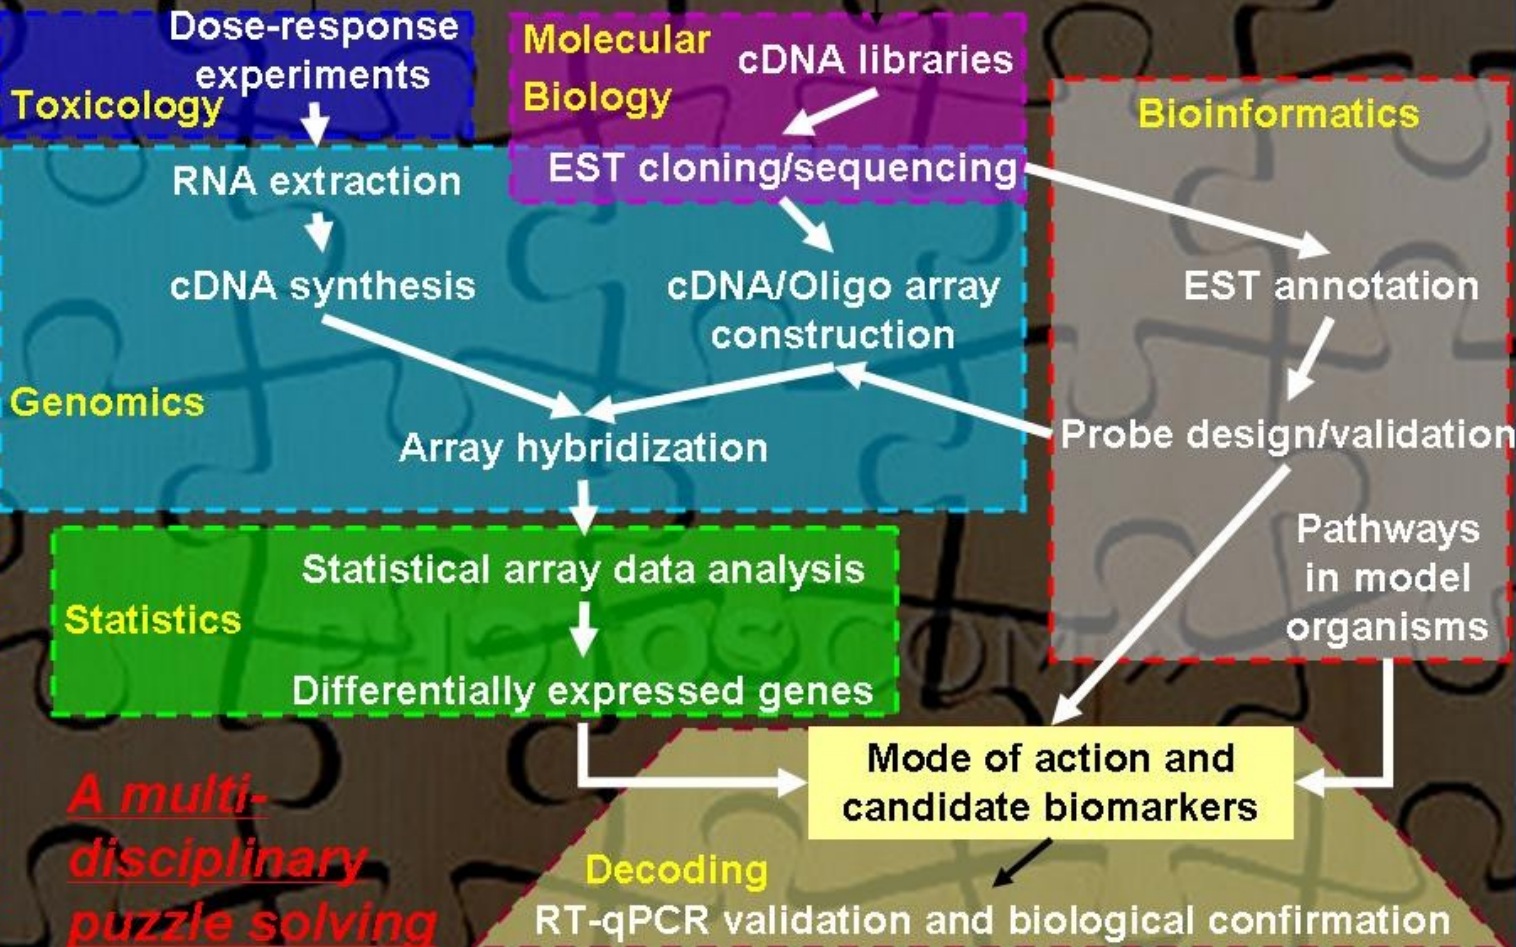 Dose-response
experiments
Toxicology
Molecular
Biology
cDNA libraries
Bioinformatics
RNA extraction
EST cloning/sequencing
cDNA synthesis
cDNA/Oligo array
construction
EST annotation
Genomics
Array hybridization
Probe design/validation
Pathways
in model
organisms
Statistical array data analysis
Statistics
Differentially expressed genes
Mode of action and
candidate biomarkers
A multi-
disciplinary
puzzle solving
Decoding
RT-qPCR validation and biological confirmation